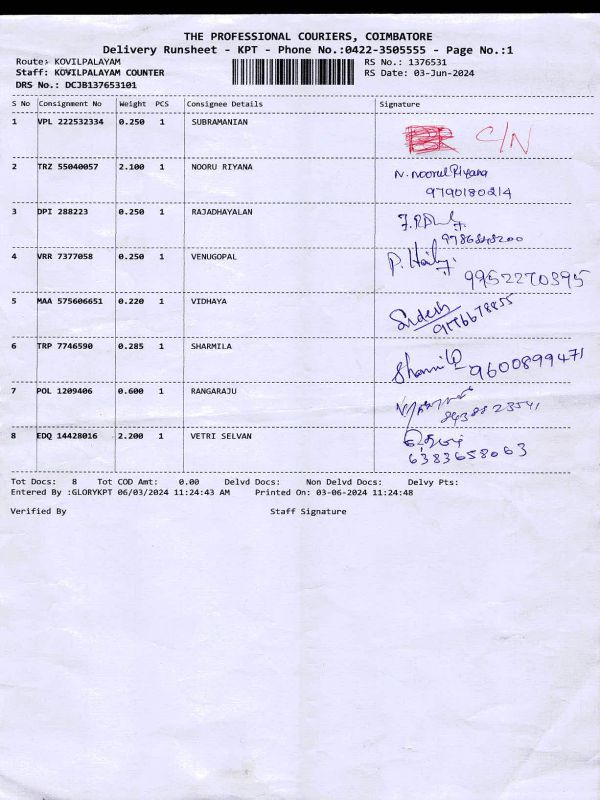 THE PROFESSIONAL COURIERS, COIMBATORE
Delivery Runsheet - KPT - Phone No.:0422-3505555 - Page No.:1
Route: KOVILPALAYAM RS No.: 1376531
Staff: KOVILPALAYAM COUNTER RS Date: 03-Jun-2024
DRS No.: DCJB137653101
S No Consignment No Weight PCS Consignee Details Signature
1 VPL 222532334 0.250 1 SUBRAMANIAN C/N
2 TRZ 55040057 2.100 1 NOORU RIYANA N. Noorul Riyana
9790180214
3 DPI 288223 0.250 1 RAJADHAYALAN
9786848200
4 VRR 7377058 0.250 1 VENUGOPAL
9952270395
5 MAA 575606651 0.220 1 VIDHAYA
6 TRP 7746590 0.285 1 SHARMILA 9600899471
7 POL 1209406 0.600 1 RANGARAJU
8438823541
8 EDQ 14428016 2.200 1 VETRI SELVAN
6383658063
Tot Docs: 8 Tot COD Amt: 0.00 Delvd Docs: Non Delvd Docs: Delvy Pts:
Entered By :GLORYKPT 06/03/2024 11:24:43 AM Printed On: 03-06-2024 11:24:48
Verified By Staff Signature